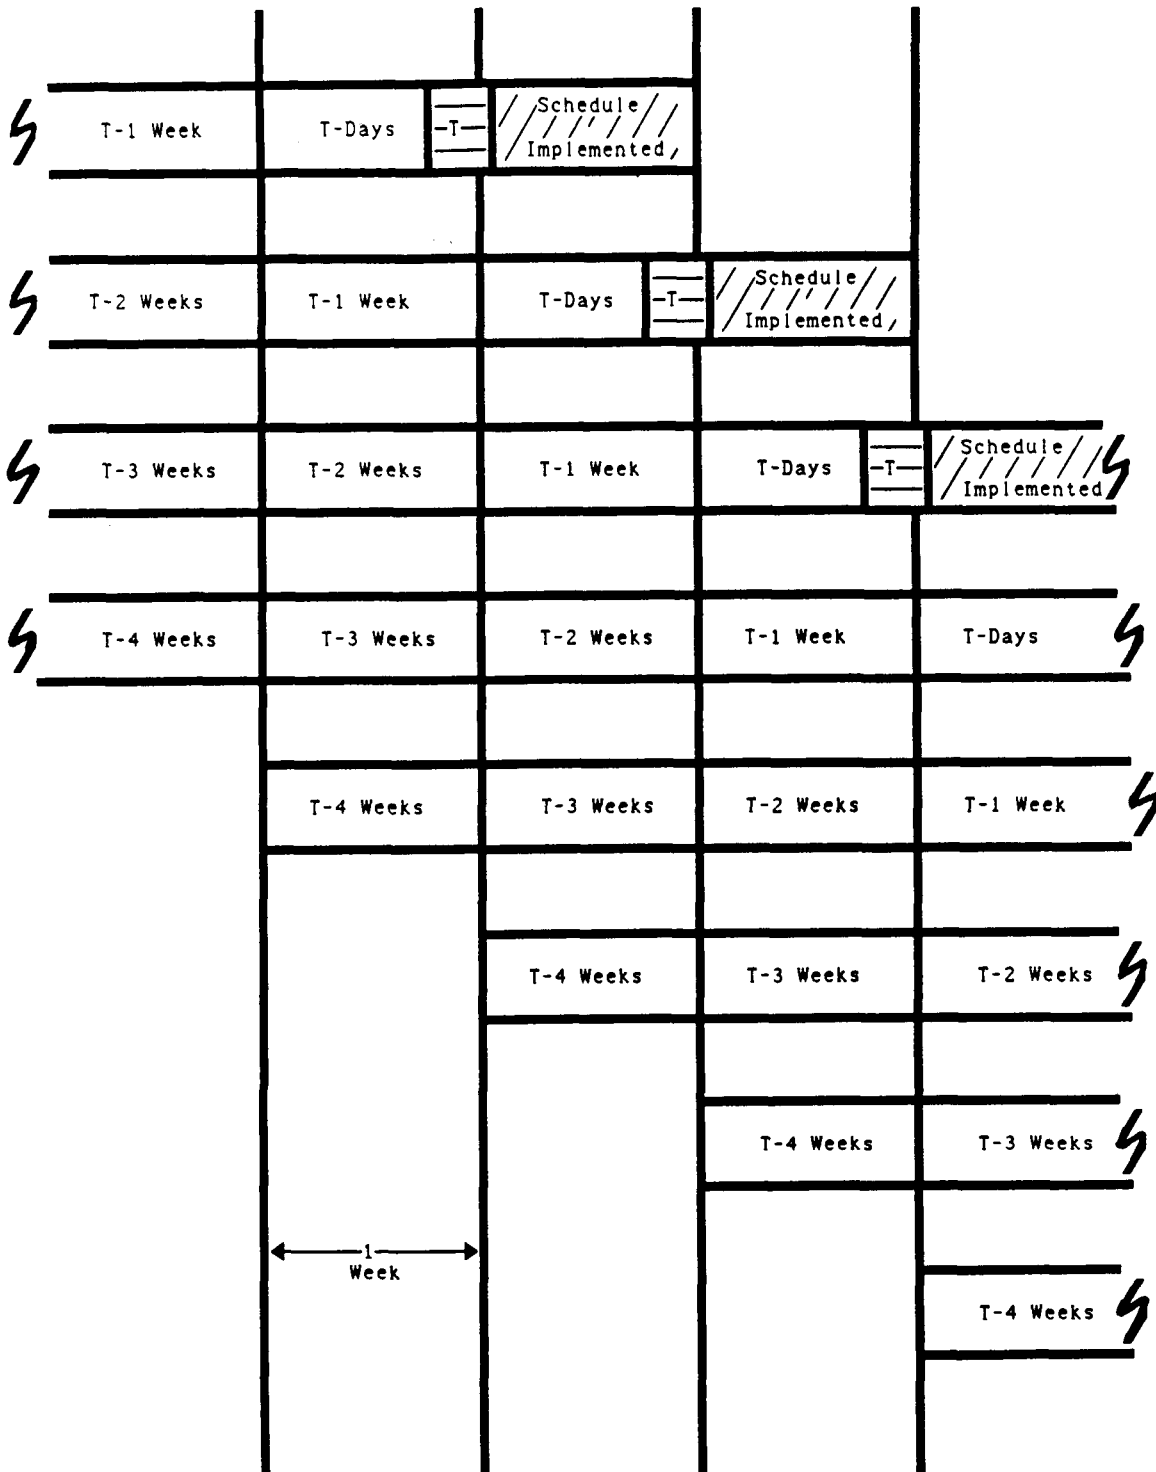 T-1 Week T-Days -T- Schedule
Implemented
T-2 Weeks T-1 Week T-Days -T- Schedule
Implemented
T-3 Weeks T-2 Weeks T-1 Week T-Days -T- Schedule
Implemented
T-4 Weeks T-3 Weeks T-2 Weeks T-1 Week T-Days
T-4 Weeks T-3 Weeks T-2 Weeks T-1 Week
T-4 Weeks T-3 Weeks T-2 Weeks
T-4 Weeks T-3 Weeks
1
Week
T-4 Weeks